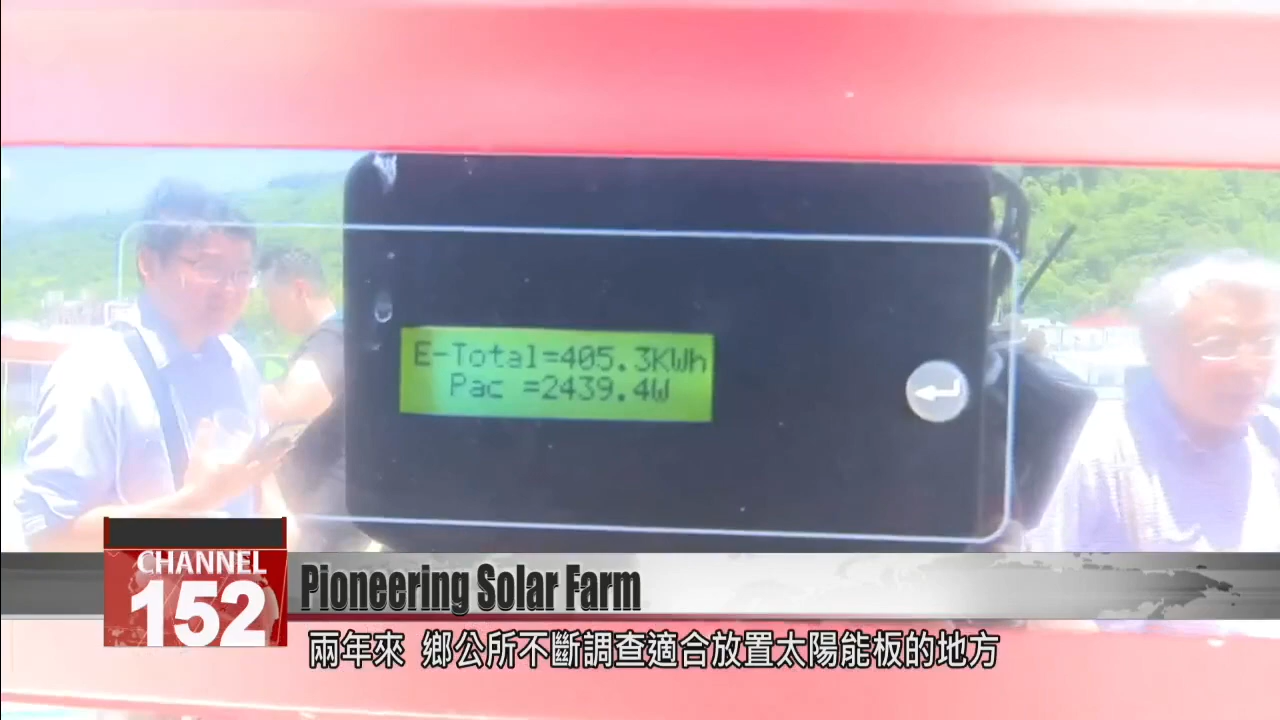 E-Total=405.3KWh
Pac =2439.4W
CHANNEL
152
Pioneering Solar Farm
兩年來 鄉公所不斷調查適合放置太陽能板的地方